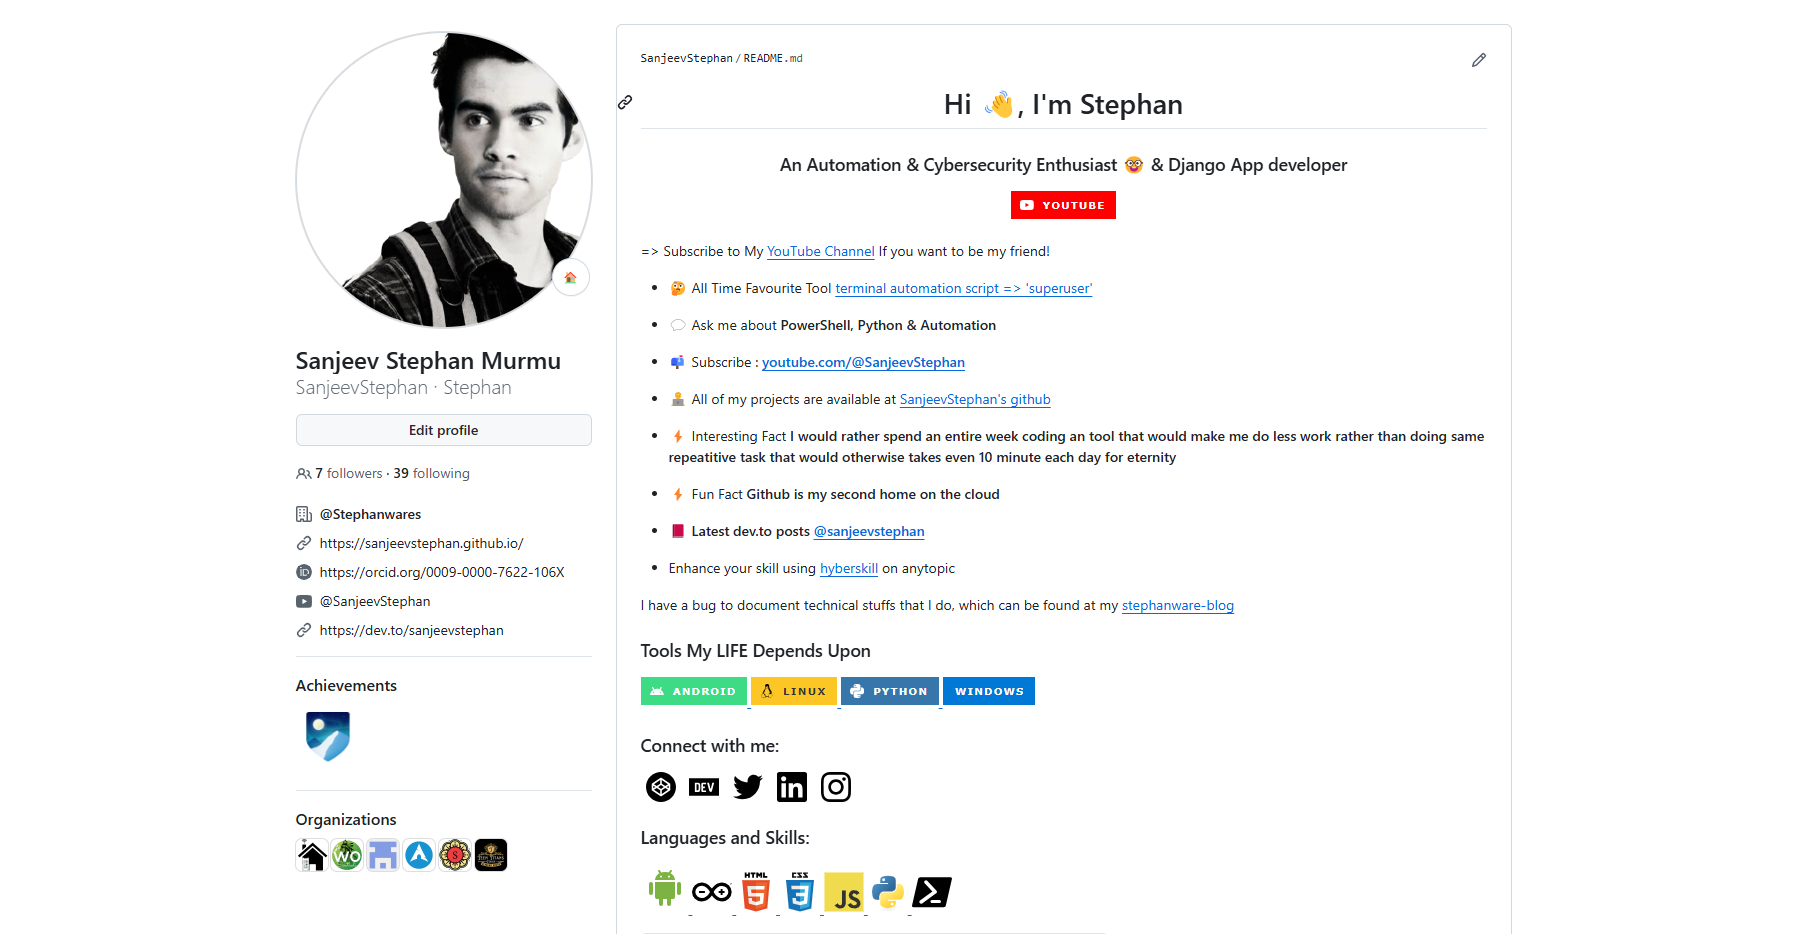 Sanjeev Stephan Murmu
SanjeevStephan · Stephan
Edit profile
7 followers · 39 following
@Stephanwares
https://sanjeevstephan.github.io/
iD https://orcid.org/0009-0000-7622-106X
@SanjeevStephan
https://dev.to/sanjeevstephan
Achievements
Organizations
WO
S
SanjeevStephan/README.md
Hi 👋, I'm Stephan
An Automation & Cybersecurity Enthusiast 🤓 & Django App developer
YOUTUBE
=> Subscribe to My YouTube Channel If you want to be my friend!
• 🤔 All Time Favourite Tool terminal automation script => 'superuser'
• 💬 Ask me about PowerShell, Python & Automation
• 📫 Subscribe : youtube.com/@SanjeevStephan
• 👨‍💻 All of my projects are available at SanjeevStephan's github
• ⚡ Interesting Fact I would rather spend an entire week coding an tool that would make me do less work rather than doing same
repeatitive task that would otherwise takes even 10 minute each day for eternity
• ⚡ Fun Fact Github is my second home on the cloud
• 📕 Latest dev.to posts @sanjeevstephan
• Enhance your skill using hyberskill on anytopic
I have a bug to document technical stuffs that I do, which can be found at my stephanware-blog
Tools My LIFE Depends Upon
ANDROID LINUX PYTHON WINDOWS
Connect with me:
DEV in
Languages and Skills:
HTML 5 CSS 3 JS